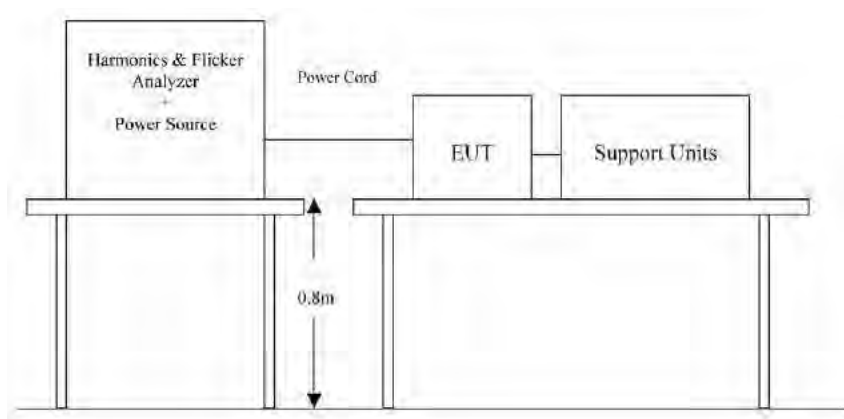 Harmonics & Flicker
Analyzer
+
Power Source
Power Cord
EUT
Support Units
0.8m